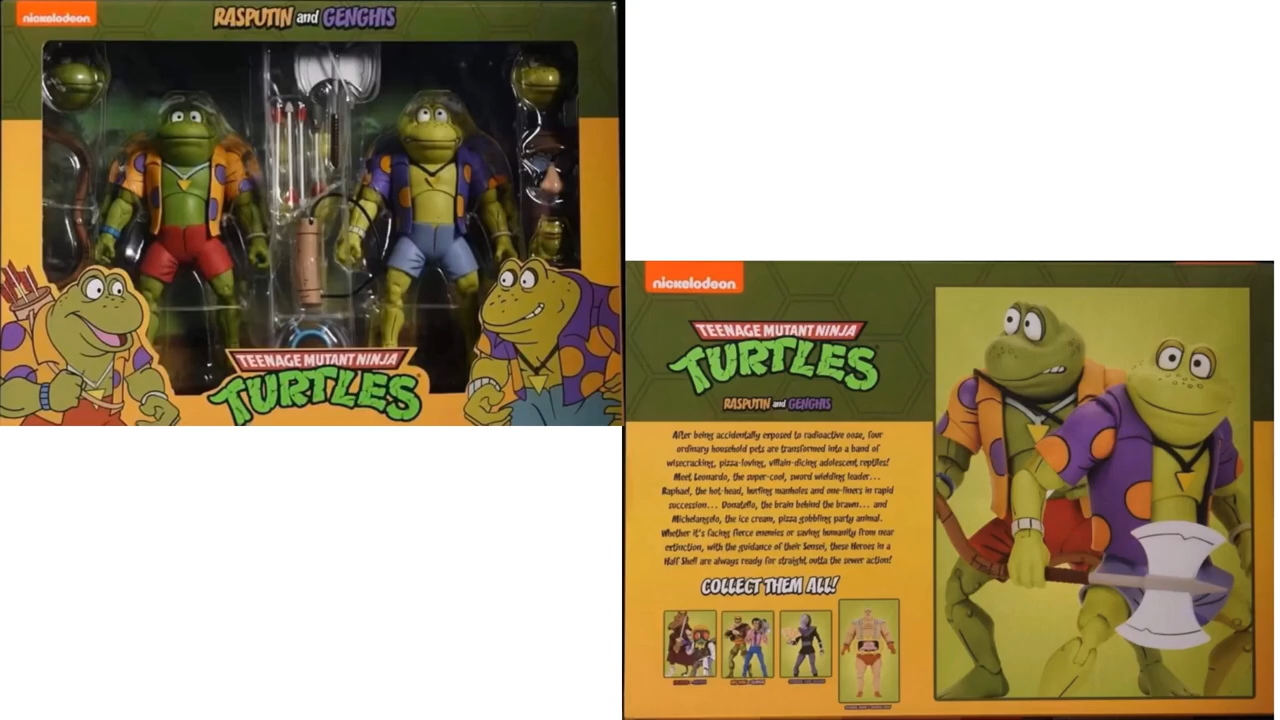 nickelodeon
RASPUTIN and GENGHIS
TEENAGE MUTANT NINJA
TURTLES
nickelodeon
TEENAGE MUTANT NINJA
TURTLES
RASPUTIN and GENGHIS
After being accidentally exposed to radioactive ooze, four
ordinary household pets are transformed into a band of
wisecracking, pizza-loving, villain-dicing adolescent reptiles!
Meet Leonardo, the super-cool, sword wielding leader...
Raphael, the hot-head, hurling manholes and one-liners in rapid
succession... Donatello, the brain behind the brawn... and
Michelangelo, the ice cream, pizza gobbling party animal.
Whether it's facing fierce enemies or saving humanity from near
extinction, with the guidance of their Sensei, these Heroes in a
Half Shell are always ready for straight outta the sewer action!
COLLECT THEM ALL!